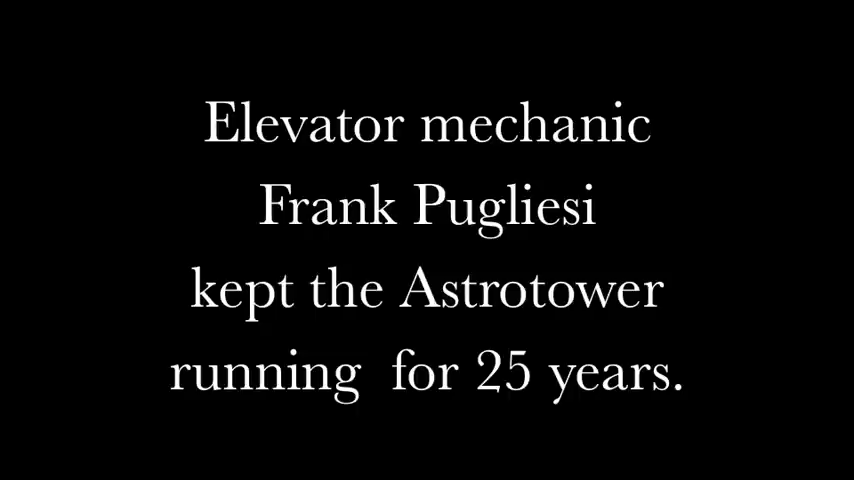 Elevator mechanic
Frank Pugliesi
kept the Astrotower
running  for 25 years.